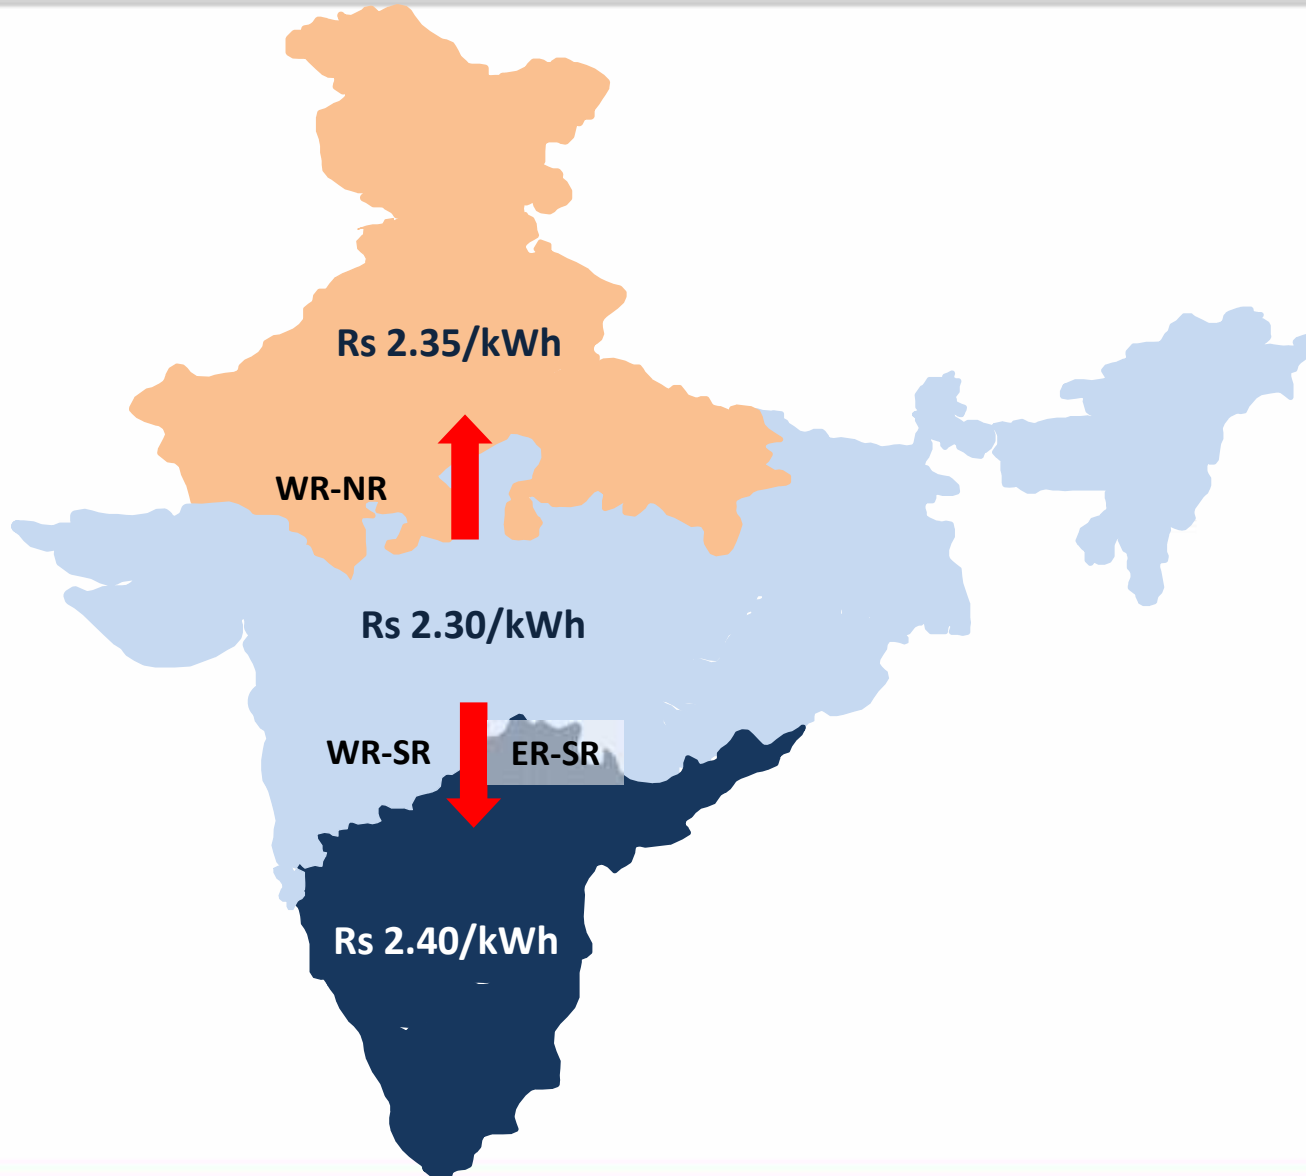 Rs 2.35/kWh
WR-NR
Rs 2.30/kWh
WR-SR
ER-SR
Rs 2.40/kWh